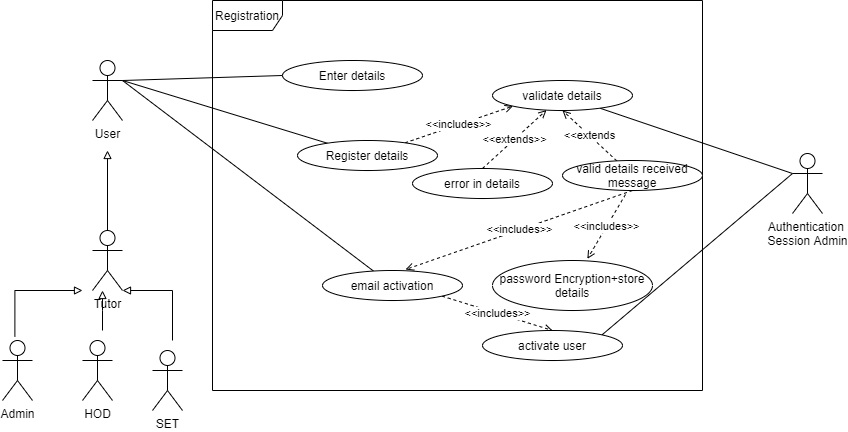 Registration
Enter details
User
validate details
<<includes>>
<<extends>>
<<extends
Register details
valid details received
message
error in details
Authentication
Session Admin
<<includes>>
<<includes>>
email activation
password Encryption+store
details
Tutor
<<includes>>
activate user
Admin
HOD
SET